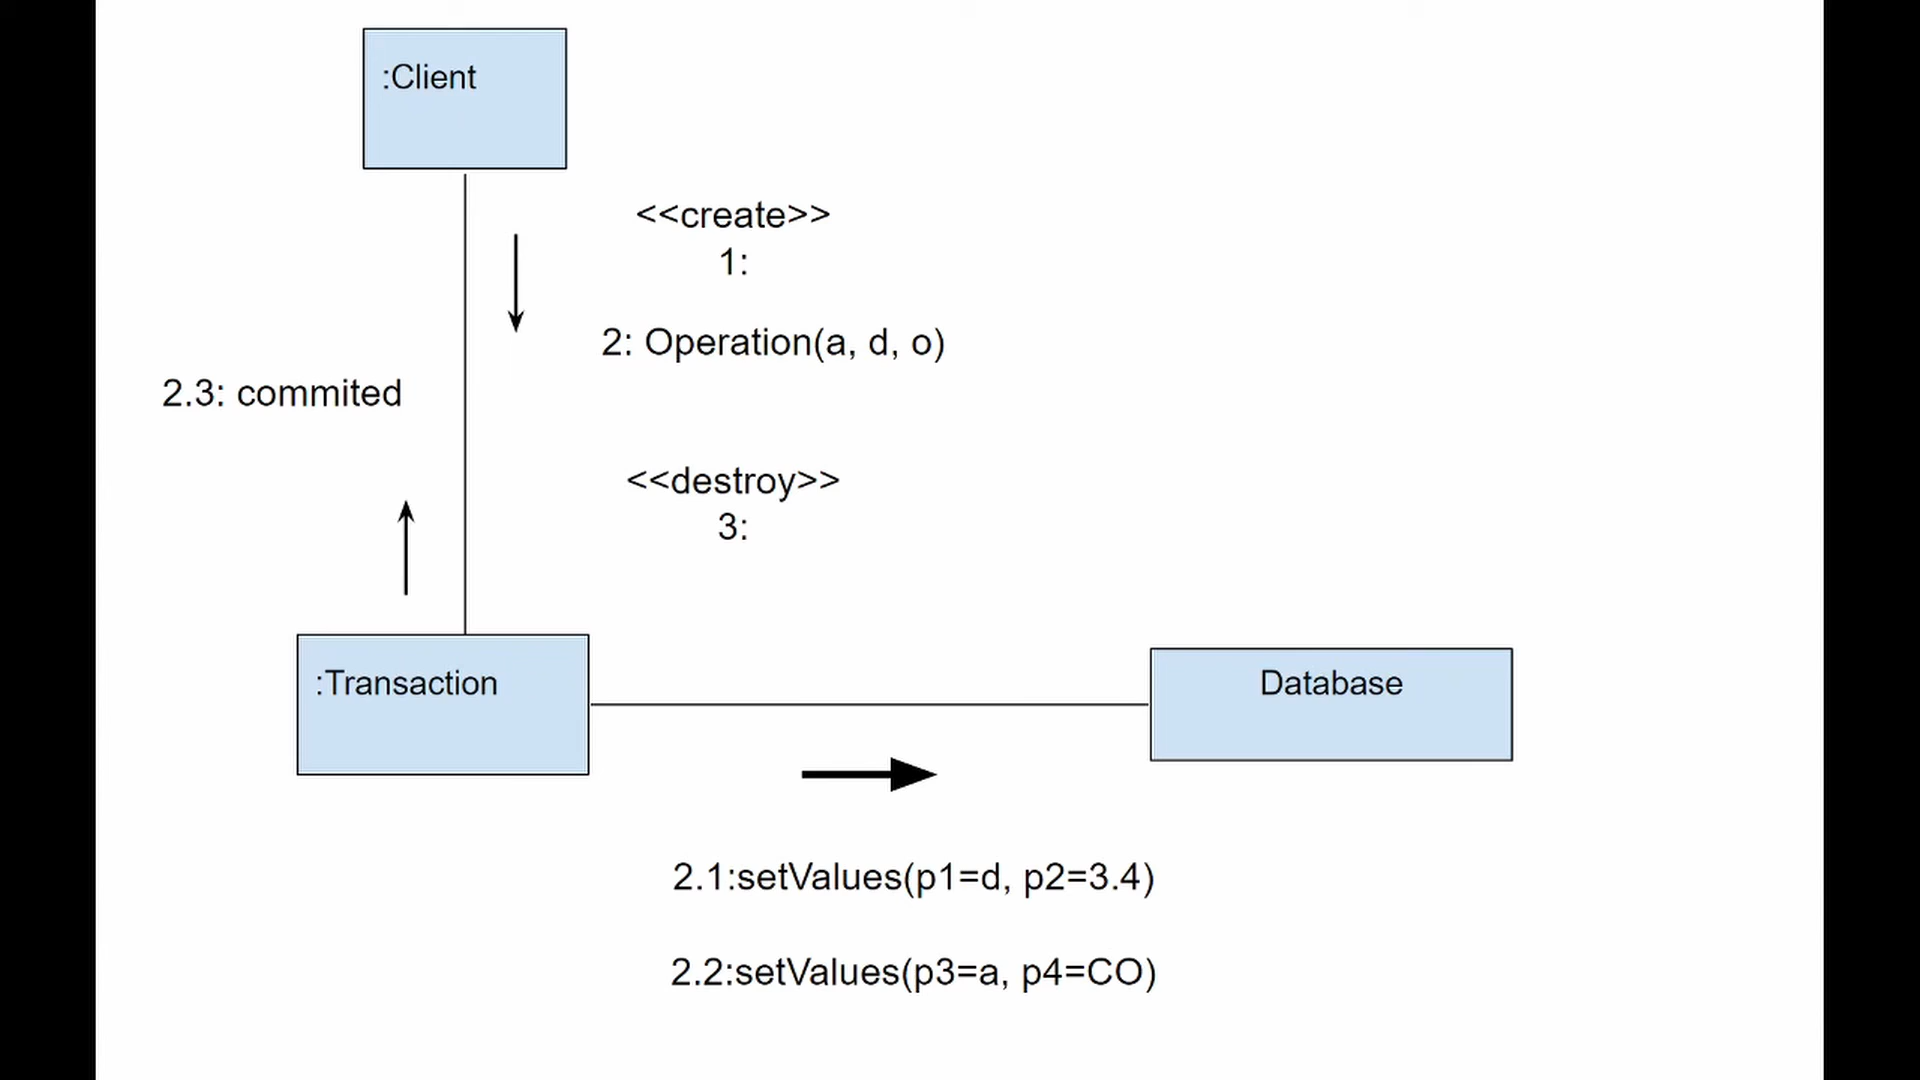 :Client
<<create>>
1:
2: Operation(a, d, o)
2.3: commited
<<destroy>>
3:
:Transaction
Database
2.1:setValues(p1=d, p2=3.4)
2.2:setValues(p3=a, p4=CO)